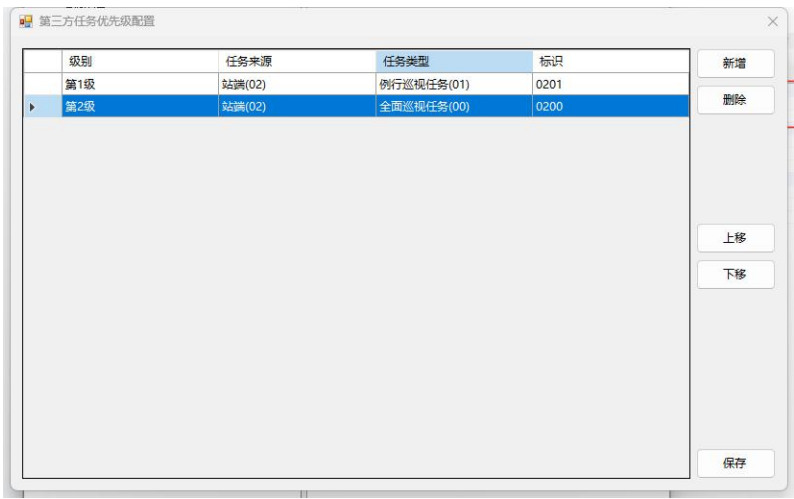 第三方任务优先级配置
级别 任务来源 任务类型 标识
第1级 站端(02) 例行巡视任务(01) 0201
第2级 站端(02) 全面巡视任务(00) 0200
新增
删除
上移
下移
保存